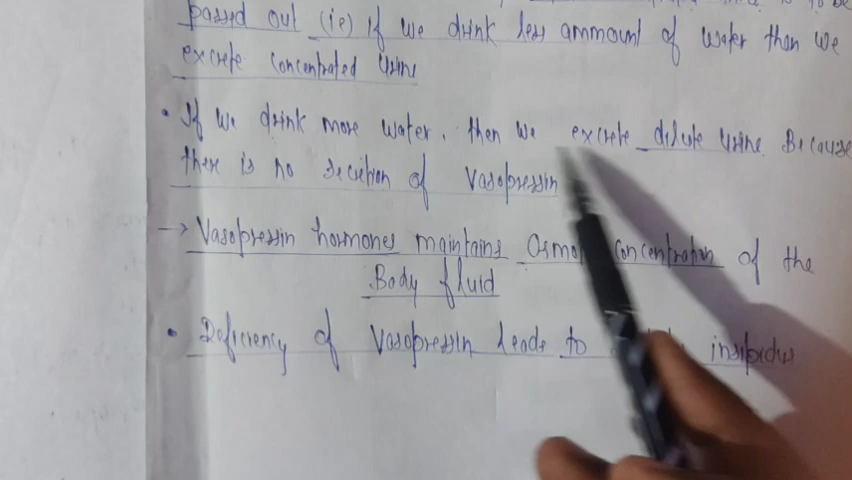 passed out (ie) if we drink less ammount of water then we
excrete concentrated urine
• If we drink more water. then we excrete dilute urine Because
there is no secretion of vasopressin
→ Vasopressin hormones maintains osmo concentration of the
Body fluid
• Deficiency of vasopressin leads to insipidus